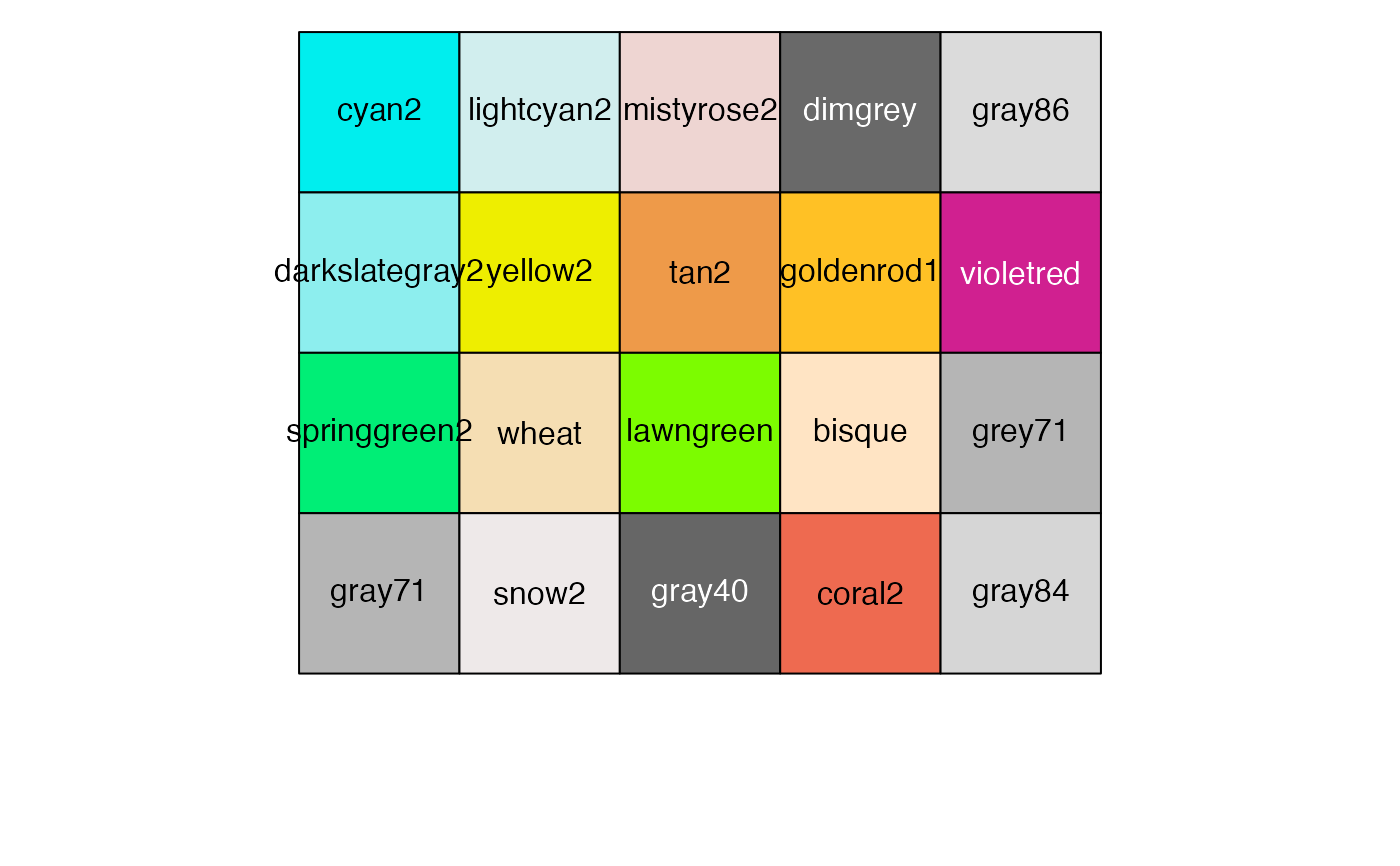 cyan2 lightcyan2 mistyrose2 dimgrey gray86
darkslategray2 yellow2 tan2 goldenrod1 violetred
springgreen2 wheat lawngreen bisque grey71
gray71 snow2 gray40 coral2 gray84